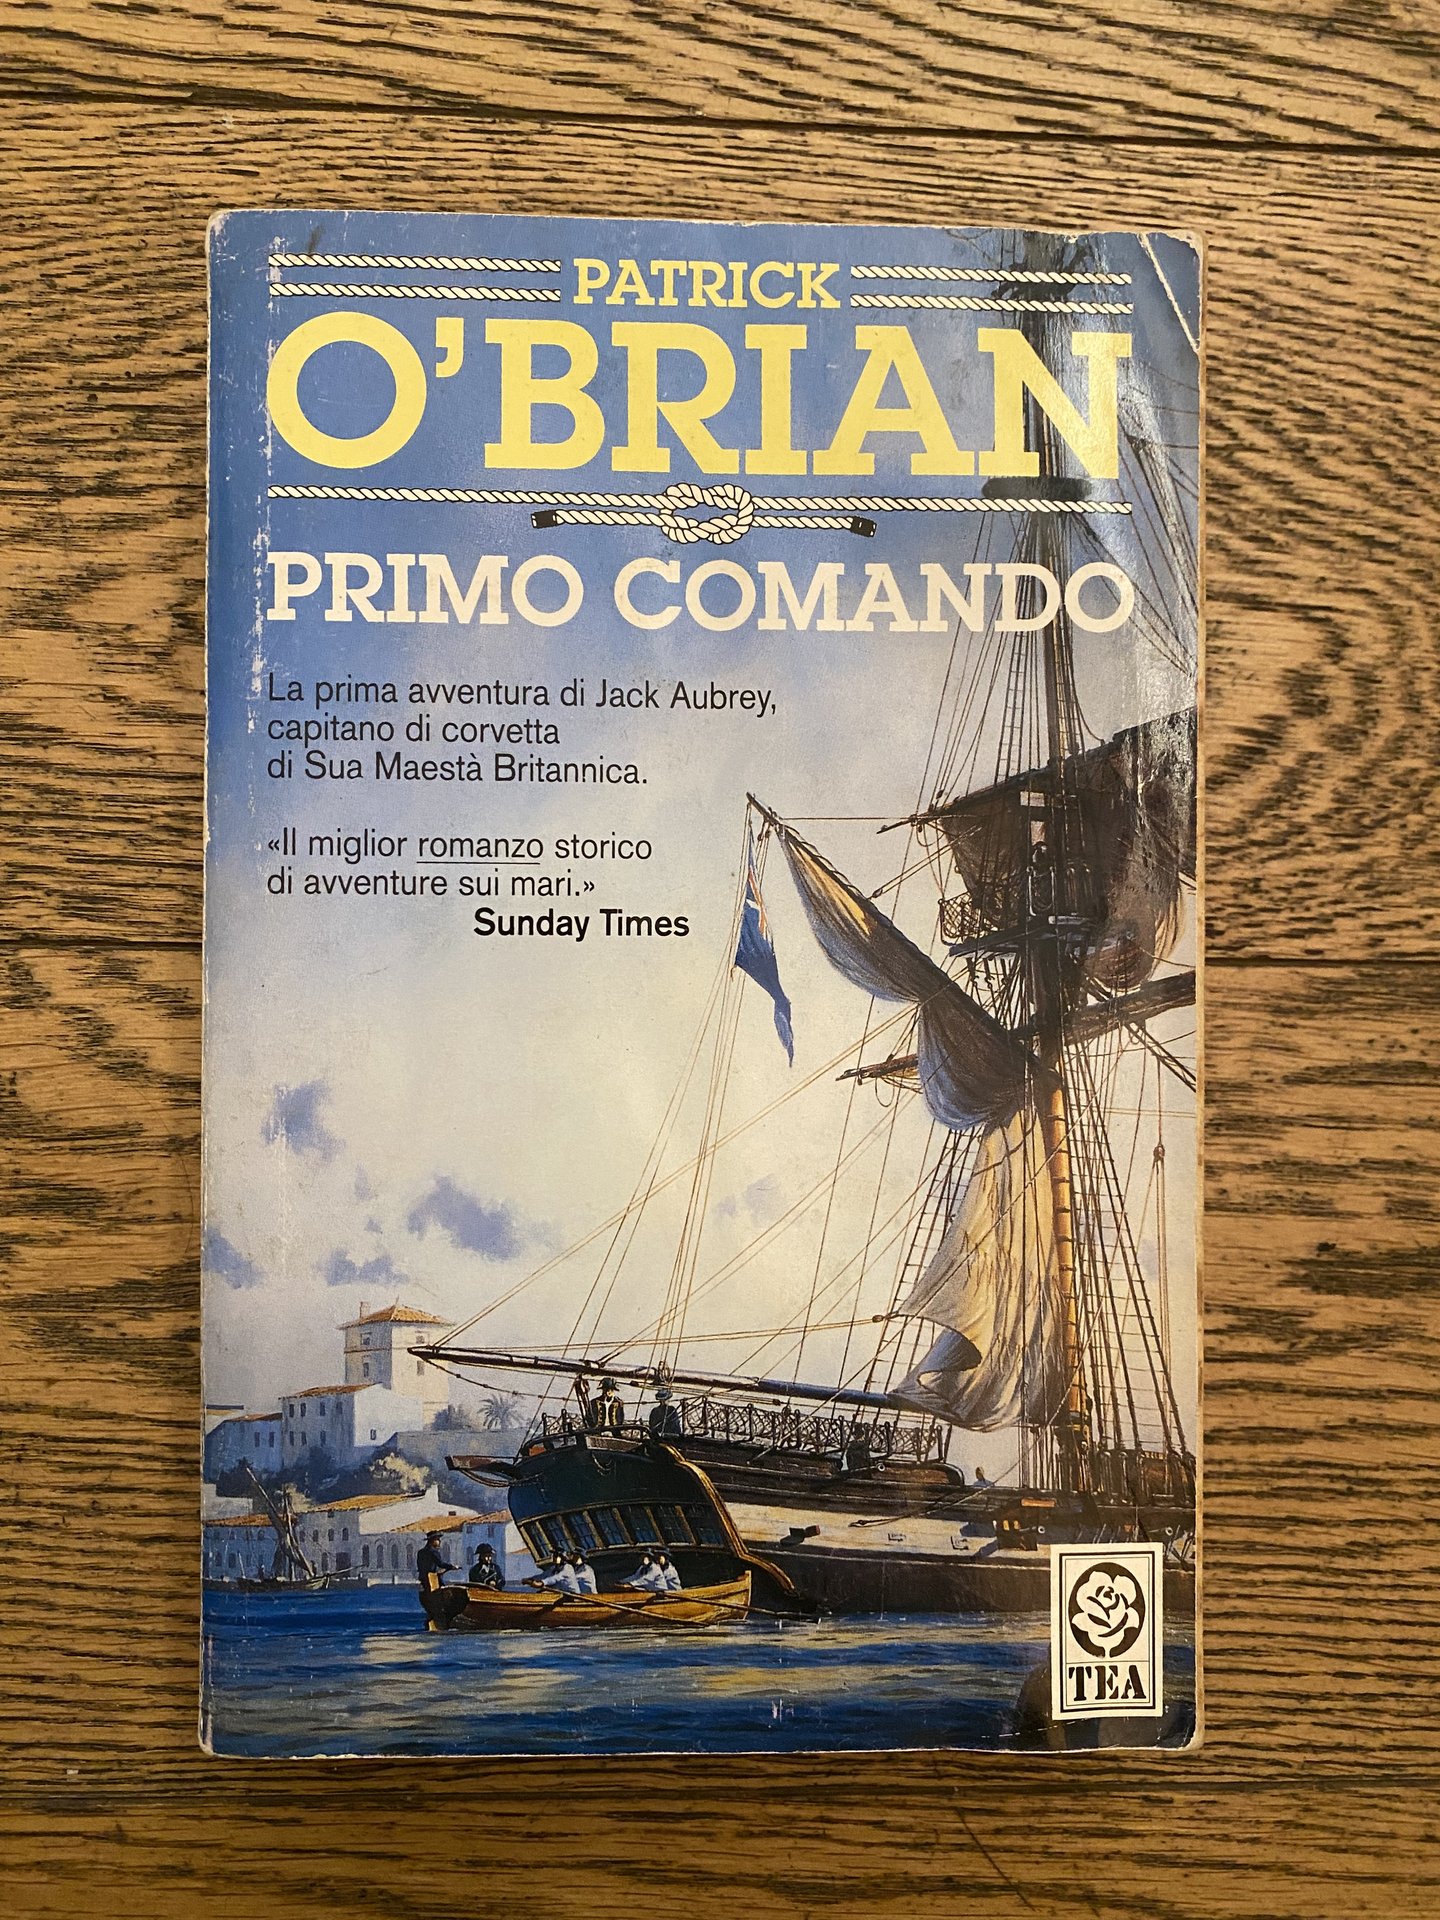 PATRICK
O'BRIAN
PRIMO COMANDO
La prima avventura di Jack Aubrey,
capitano di corvetta
di Sua Maestà Britannica.
«Il miglior romanzo storico
di avventure sui mari.»
Sunday Times
TEA